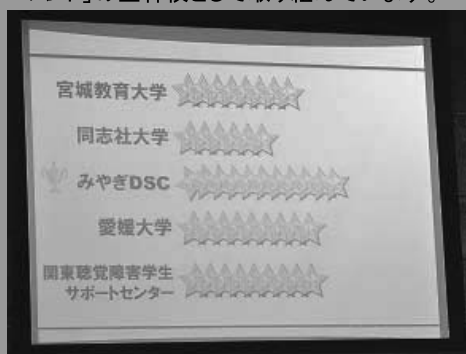 宮城教育大学
同志社大学
みやぎDSC
愛媛大学
関東聴覚障害学生
サポートセンター